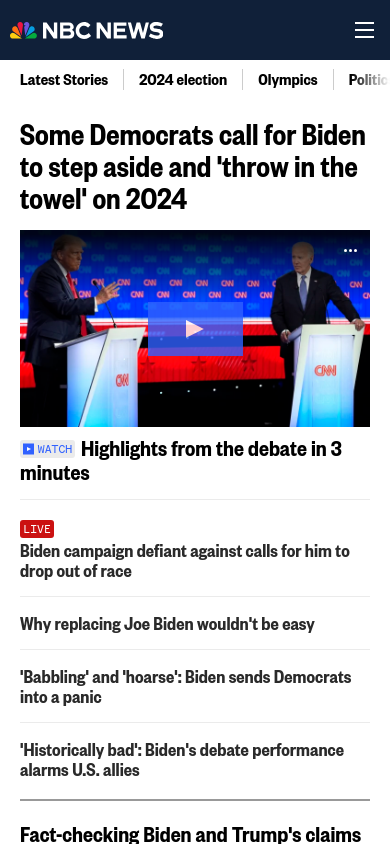 NBC NEWS
Latest Stories
2024 election
Olympics
Politic
Some Democrats call for Biden
to step aside and 'throw in the
towel' on 2024
CNN
CNN
WATCH Highlights from the debate in 3
minutes
LIVE
Biden campaign defiant against calls for him to
drop out of race
Why replacing Joe Biden wouldn't be easy
'Babbling' and 'hoarse': Biden sends Democrats
into a panic
'Historically bad': Biden's debate performance
alarms U.S. allies
Fact-checking Biden and Trump's claims